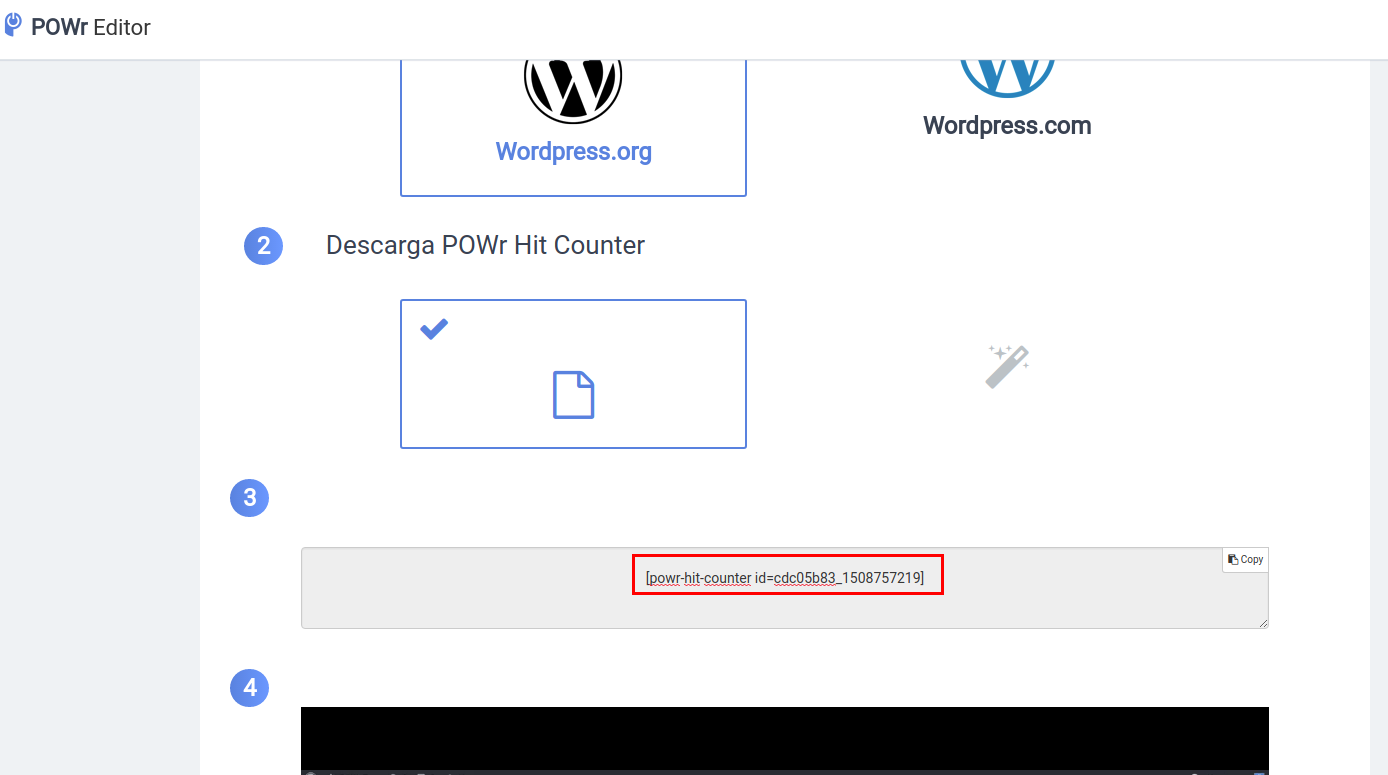 POWr Editor
Wordpress.org
Wordpress.com
2
Descarga POWr Hit Counter
3
Copy
[powr-hit-counter id=cdc05b83_1508757219]
4